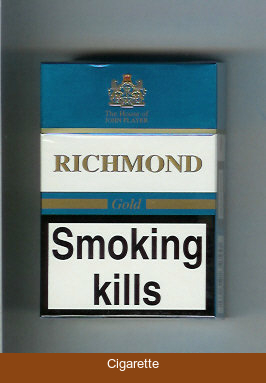 The House of
JOHN PLAYER
RICHMOND
Gold
Smoking
kills
Cigarette